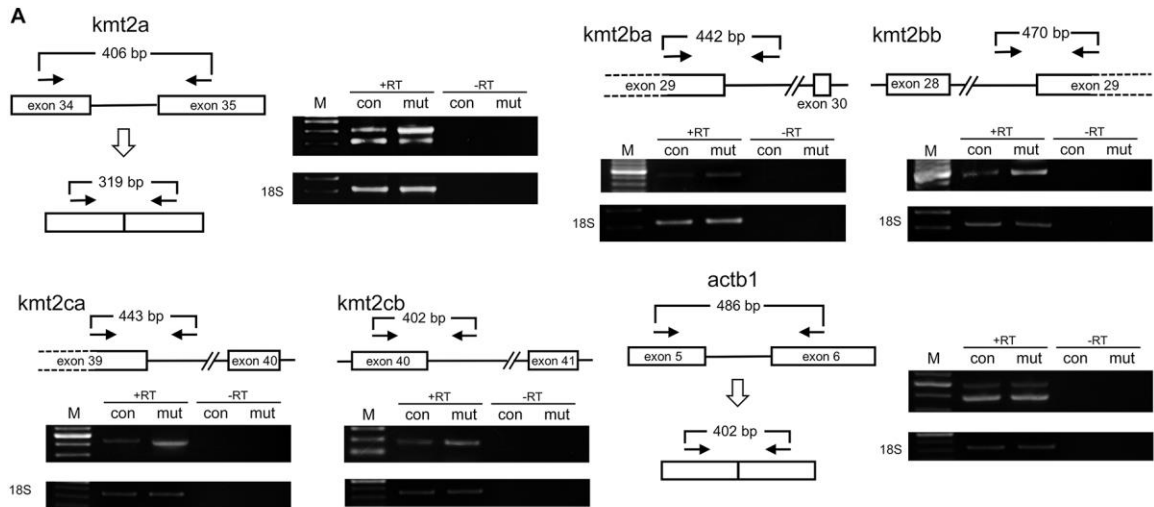 A
kmt2a
406 bp
exon 34
exon 35
319 bp
+RT
-RT
M
con
mut
con
mut
18S
kmt2ba
442 bp
exon 29
exon 30
+RT
-RT
M
con
mut
con
mut
18S
kmt2bb
470 bp
exon 28
exon 29
+RT
-RT
M
con
mut
con
mut
18S
kmt2ca
443 bp
exon 39
exon 40
+RT
-RT
M
con
mut
con
mut
18S
kmt2cb
402 bp
exon 40
exon 41
+RT
-RT
M
con
mut
con
mut
actb1
486 bp
exon 5
exon 6
402 bp
+RT
-RT
M
con
mut
con
mut
18S